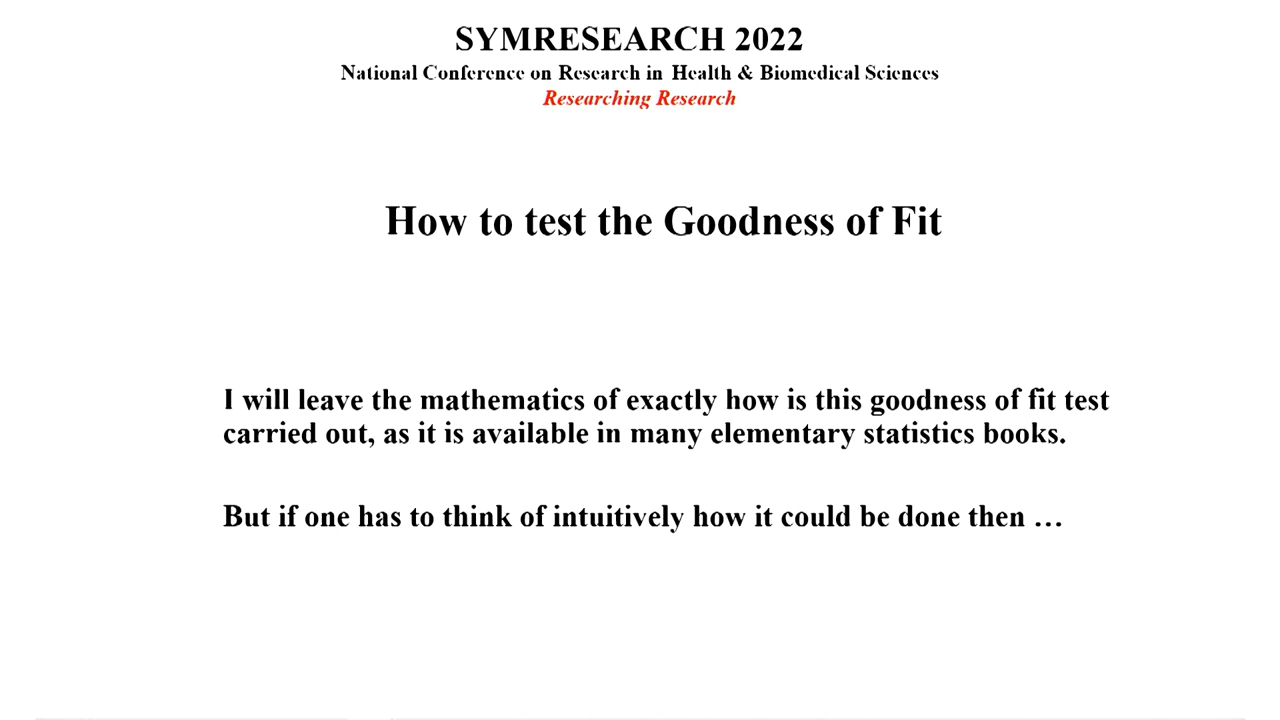 SYMRESEARCH 2022
National Conference on Research in Health & Biomedical Sciences
Researching Research
How to test the Goodness of Fit
I will leave the mathematics of exactly how is this goodness of fit test
carried out, as it is available in many elementary statistics books.
But if one has to think of intuitively how it could be done then …